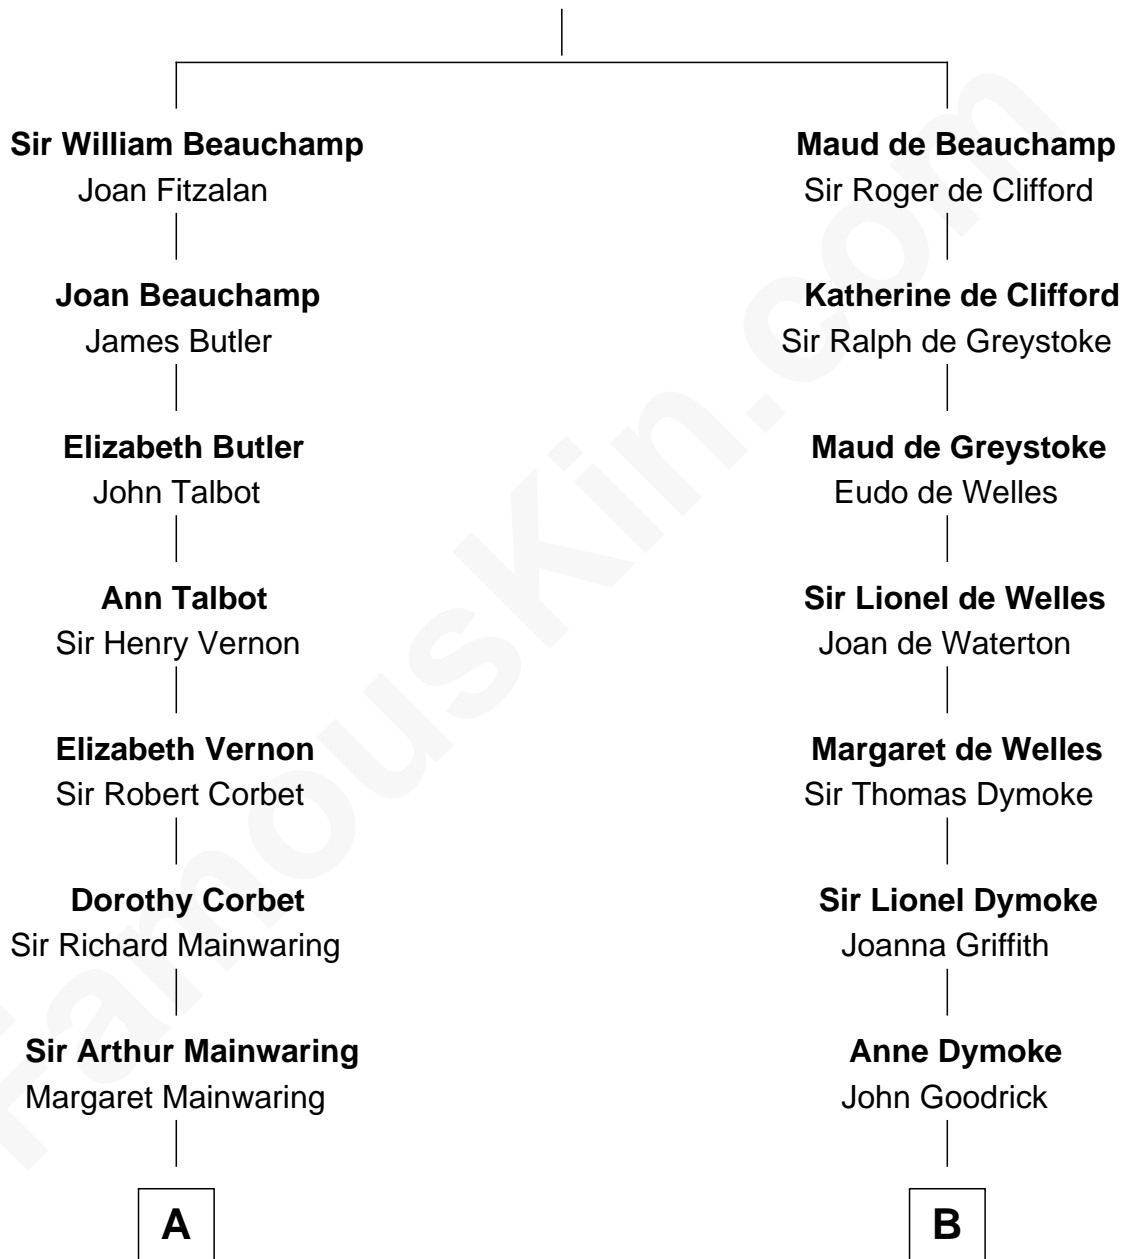 Sir William Beauchamp
Joan Fitzalan
Joan Beauchamp
James Butler
Elizabeth Butler
John Talbot
Ann Talbot
Sir Henry Vernon
Elizabeth Vernon
Sir Robert Corbet
Dorothy Corbet
Sir Richard Mainwaring
Sir Arthur Mainwaring
Margaret Mainwaring
A
Maud de Beauchamp
Sir Roger de Clifford
Katherine de Clifford
Sir Ralph de Greystoke
Maud de Greystoke
Eudo de Welles
Sir Lionel de Welles
Joan de Waterton
Margaret de Welles
Sir Thomas Dymoke
Sir Lionel Dymoke
Joanna Griffith
Anne Dymoke
John Goodrick
B
FamousKin.com